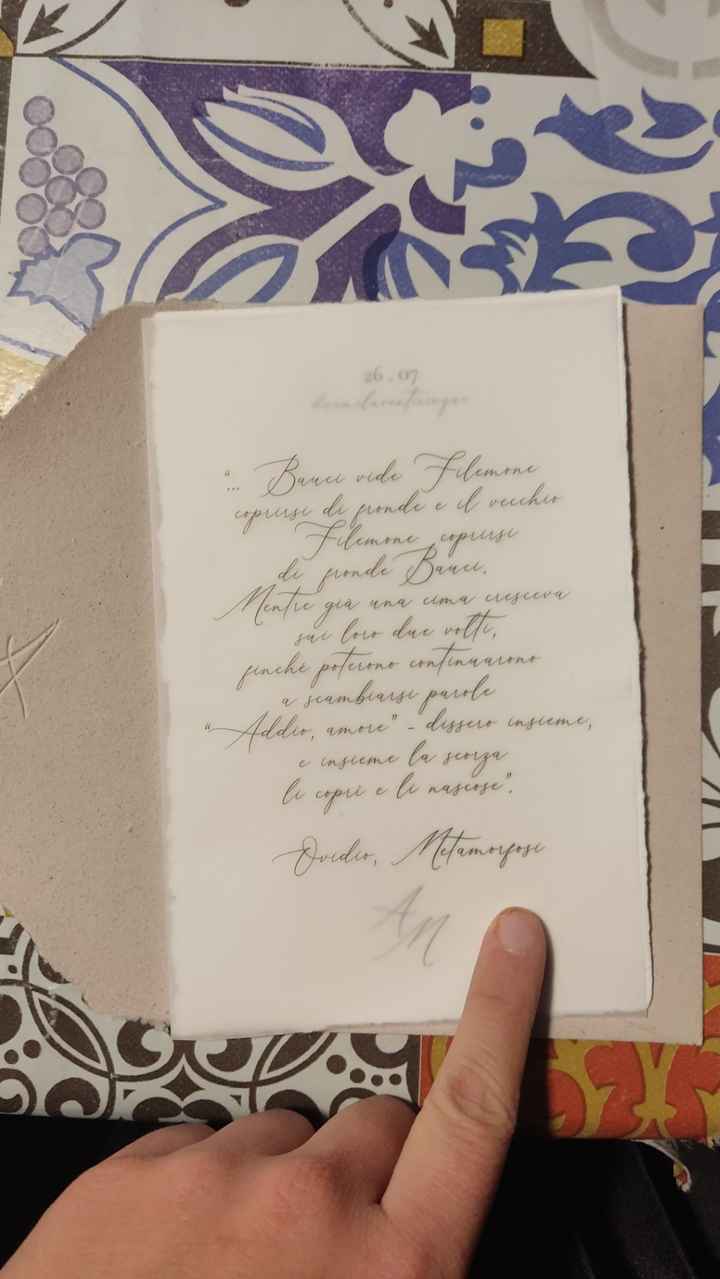 26.07
duemilaventicinque
"... Bauci vide Filemone
coprirsi di fronde e il vecchio
Filemone coprirsi
di fronde Bauci.
Mentre già una cima cresceva
sui loro due volti,
finché poterono continuarono
a scambiarsi parole
"Addio, amore" - dissero insieme,
e insieme la scorza
li coprì e li nascose".
Ovidio, Metamorfosi
A
N